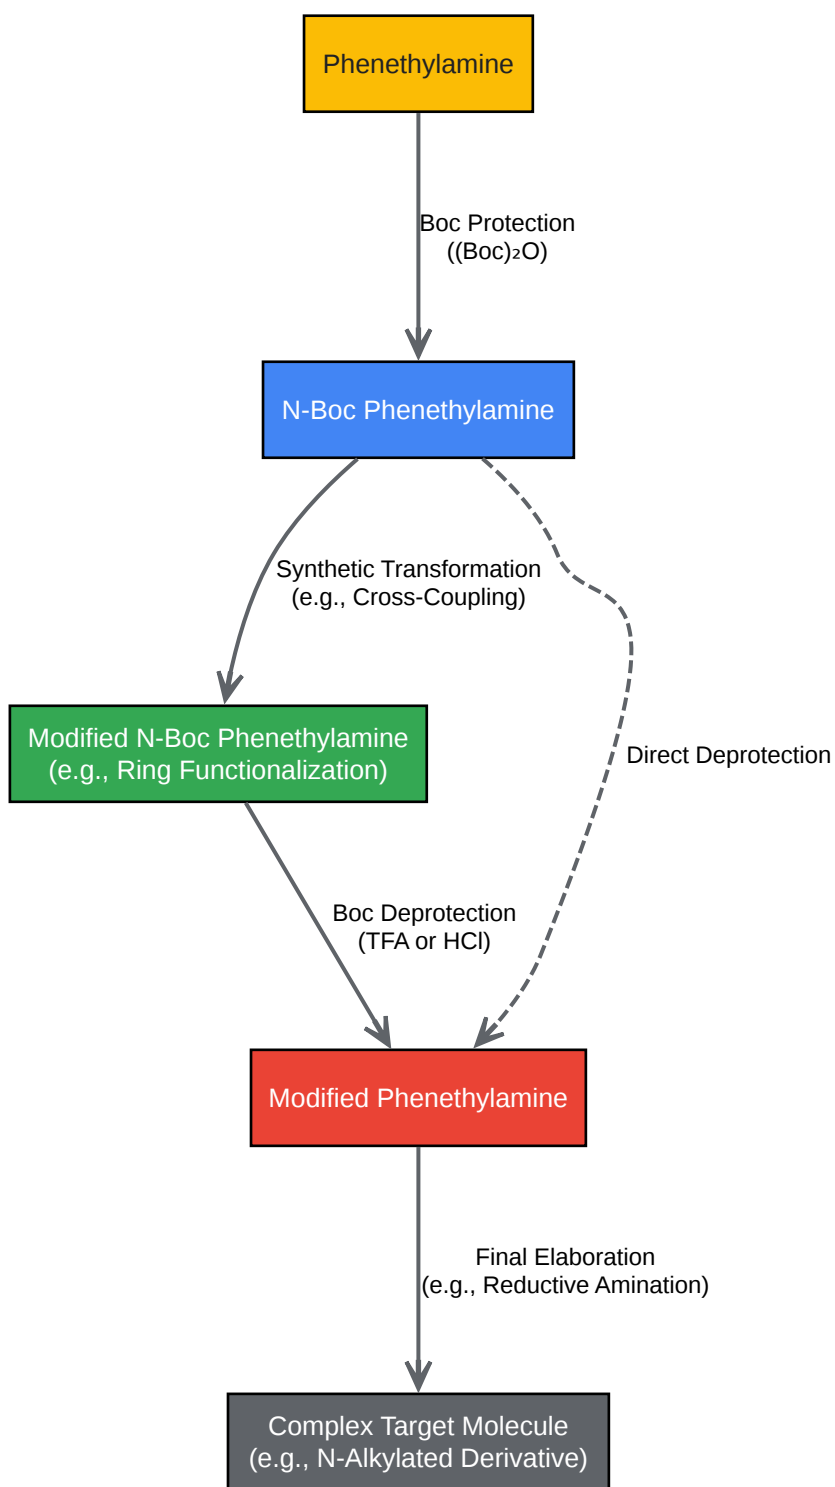 Phenethylamine
Boc Protection
((Boc)₂O)
N-Boc Phenethylamine
Synthetic Transformation
(e.g., Cross-Coupling)
Modified N-Boc Phenethylamine
(e.g., Ring Functionalization)
Direct Deprotection
Boc Deprotection
(TFA or HCl)
Modified Phenethylamine
Final Elaboration
(e.g., Reductive Amination)
Complex Target Molecule
(e.g., N-Alkylated Derivative)